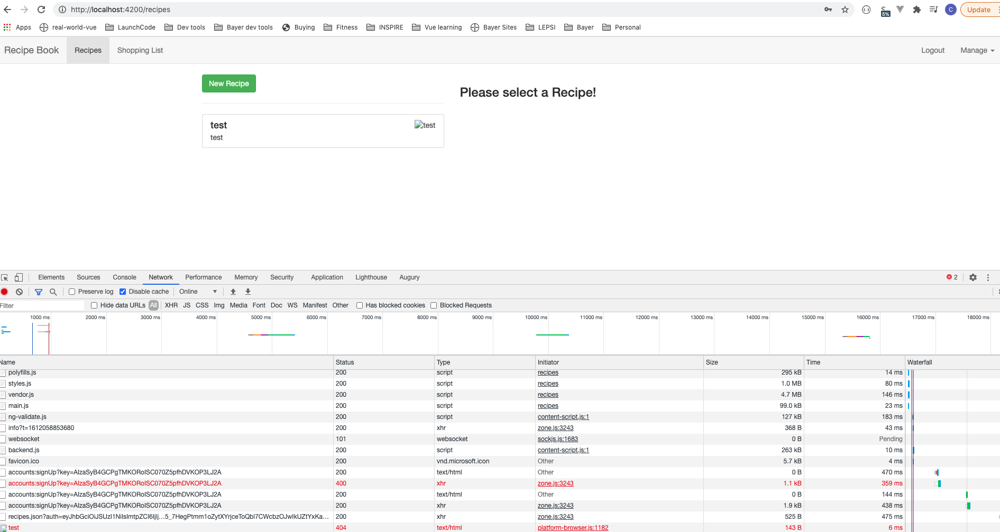 http://localhost:4200/recipes
5%
C
Update
Apps real-world-vue LaunchCode Dev tools Bayer dev tools Buying Fitness INSPIRE Vue learning Bayer Sites LEPSI Bayer Personal
Recipe Book Recipes Shopping List Logout Manage
New Recipe
Please select a Recipe!
test test
test
Elements Sources Console Network Performance Memory Security Application Lighthouse Augury 2
Preserve log Disable cache Online
Filter Hide data URLs All XHR JS CSS Img Media Font Doc WS Manifest Other Has blocked cookies Blocked Requests
1000 ms 2000 ms 3000 ms 4000 ms 5000 ms 6000 ms 7000 ms 8000 ms 9000 ms 10000 ms 11000 ms 12000 ms 13000 ms 14000 ms 15000 ms 16000 ms 17000 ms 18000 ms
Name Status Type Initiator Size Time Waterfall
polyfills.js 200 script recipes 295 kB 14 ms
styles.js 200 script recipes 1.0 MB 80 ms
vendor.js 200 script recipes 4.7 MB 146 ms
main.js 200 script recipes 99.0 kB 23 ms
ng-validate.js 200 script content-script.js:1 127 kB 183 ms
info?t=1612058853680 200 xhr zone.js:3243 368 B 43 ms
websocket 101 websocket sockjs.js:1683 0 B Pending
backend.js 200 script content-script.js:1 263 kB 10 ms
favicon.ico 200 vnd.microsoft.icon Other 5.7 kB 4 ms
accounts:signUp?key=AIzaSyB4GCPgTMKORoISC070Z5pfhDVKOP3LJ2A 200 text/html Other 0 B 470 ms
accounts:signUp?key=AIzaSyB4GCPgTMKORoISC070Z5pfhDVKOP3LJ2A 400 xhr zone.js:3243 1.1 kB 359 ms
accounts:signUp?key=AIzaSyB4GCPgTMKORoISC070Z5pfhDVKOP3LJ2A 200 text/html Other 0 B 144 ms
accounts:signUp?key=AIzaSyB4GCPgTMKORoISC070Z5pfhDVKOP3LJ2A 200 xhr zone.js:3243 1.9 kB 438 ms
recipes.json?auth=eyJhbGciOiJSUzI1NiIsImtpZCI6Ijlj...5_7HegPtmm1oZytXYrjceToQbl7CWcbzOJwIkUZtYxKa... 200 xhr zone.js:3243 525 B 475 ms
test 404 text/html platform-browser.js:1182 143 B 6 ms